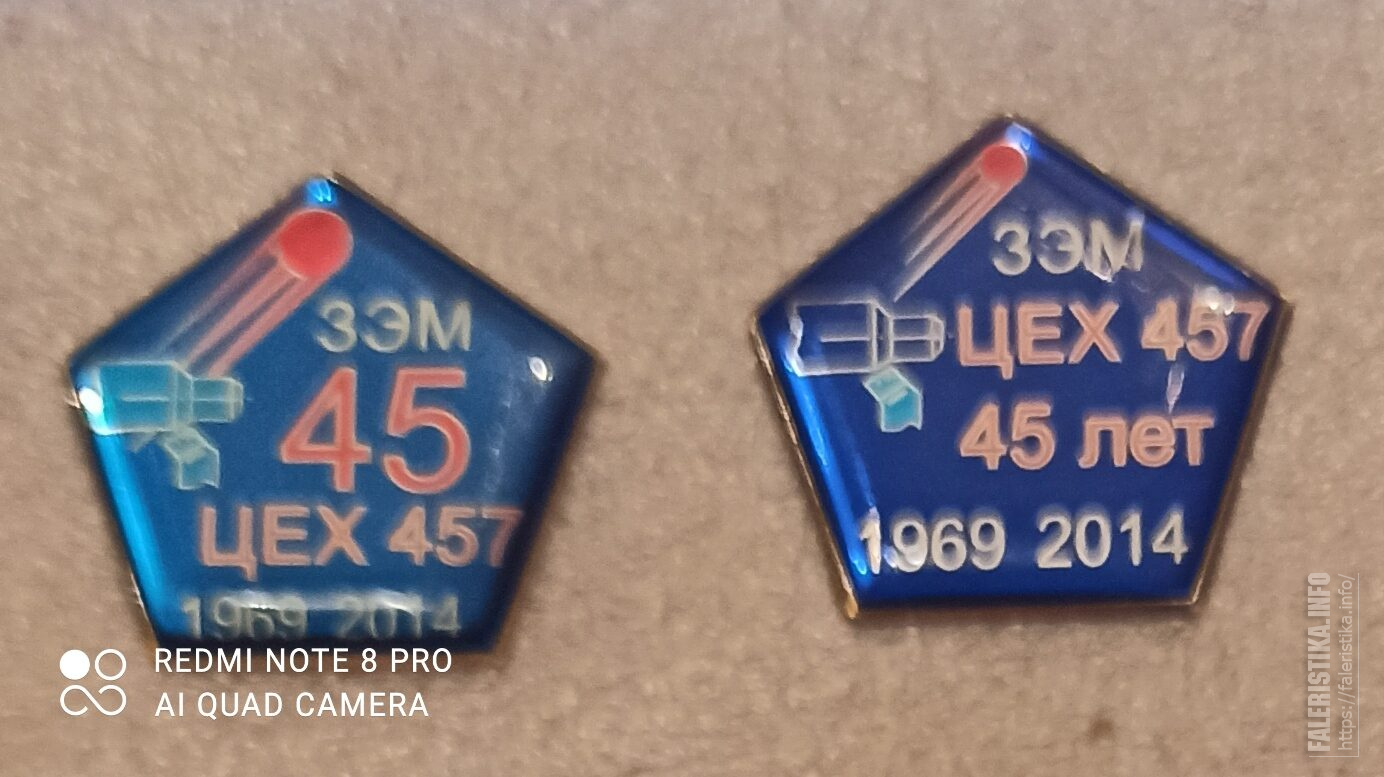 ЗЭМ
45
ЦЕХ 457
1969 2014
ЗЭМ
ЦЕХ 457
45 лет
1969 2014
REDMI NOTE 8 PRO
AI QUAD CAMERA
FALERISTIKA.INFO
https://faleristika.info/